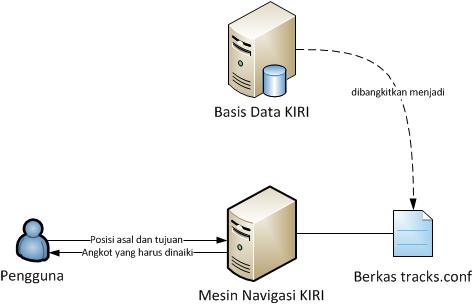 Basis Data KIRI
dibangkitkan menjadi
Posisi asal dan tujuan
Angkot yang harus dinaiki
Pengguna
Mesin Navigasi KIRI
Berkas tracks.conf